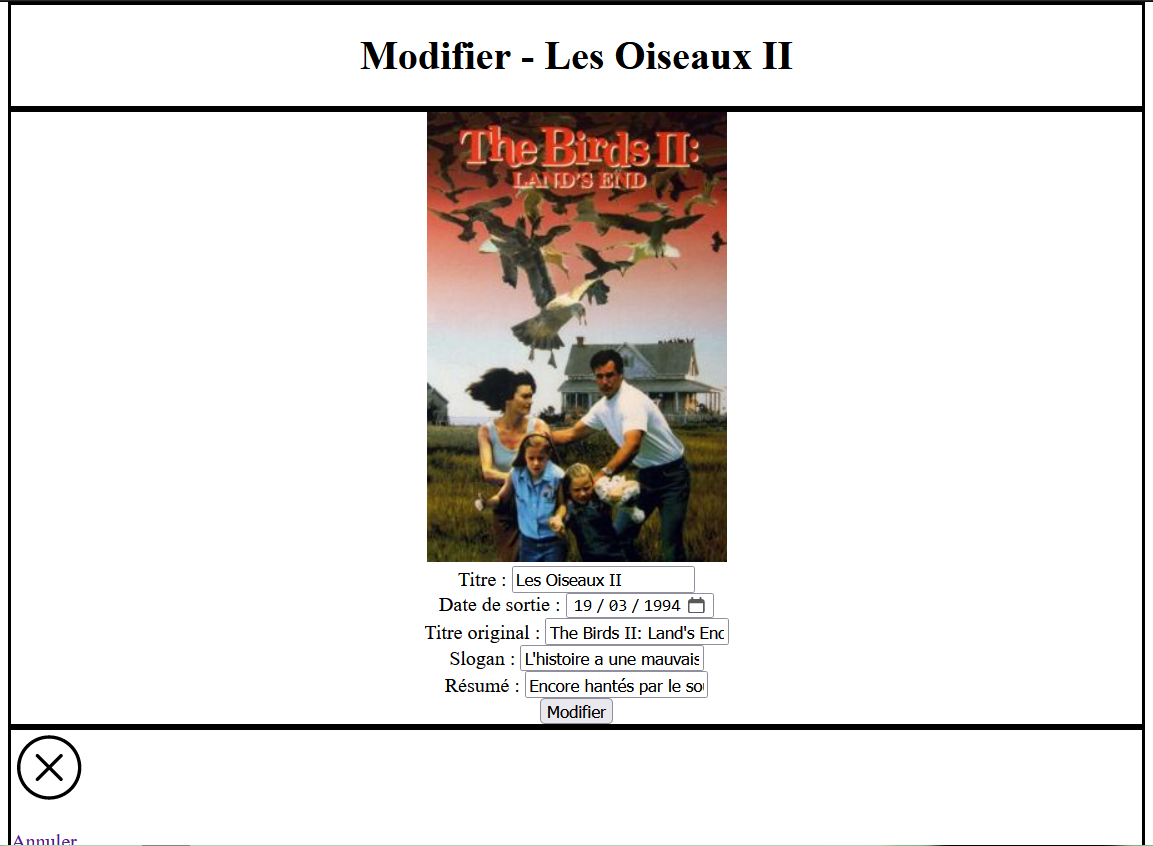 Modifier - Les Oiseaux II
The Birds II:
LAND'S END
Titre : Les Oiseaux II
Date de sortie : 19 / 03 / 1994
Titre original : The Birds II: Land's End
Slogan : L'histoire a une mauvais
Résumé : Encore hantés par le so
Modifier
Annuler